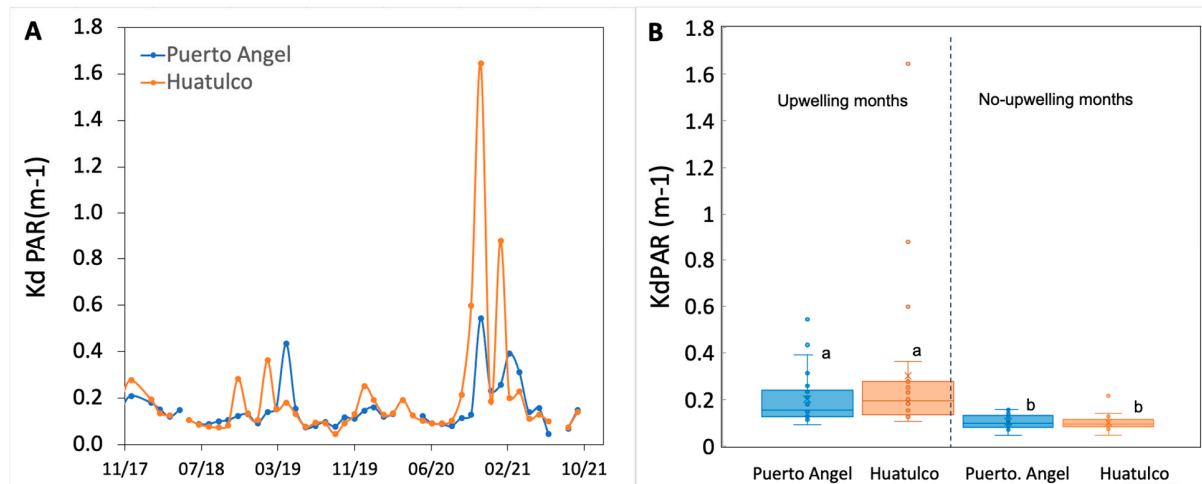 A
Kd PAR(m-1)
1.8
1.6
1.4
1.2
1.0
0.8
0.6
0.4
0.2
0.0
Puerto Angel
Huatulco
11/17 07/18 03/19 11/19 06/20 02/21 10/21
B
KdPAR (m-1)
1.8
1.6
1.4
1.2
1
0.8
0.6
0.4
0.2
0
Upwelling months No-upwelling months
a a b b
Puerto Angel Huatulco Puerto. Angel Huatulco